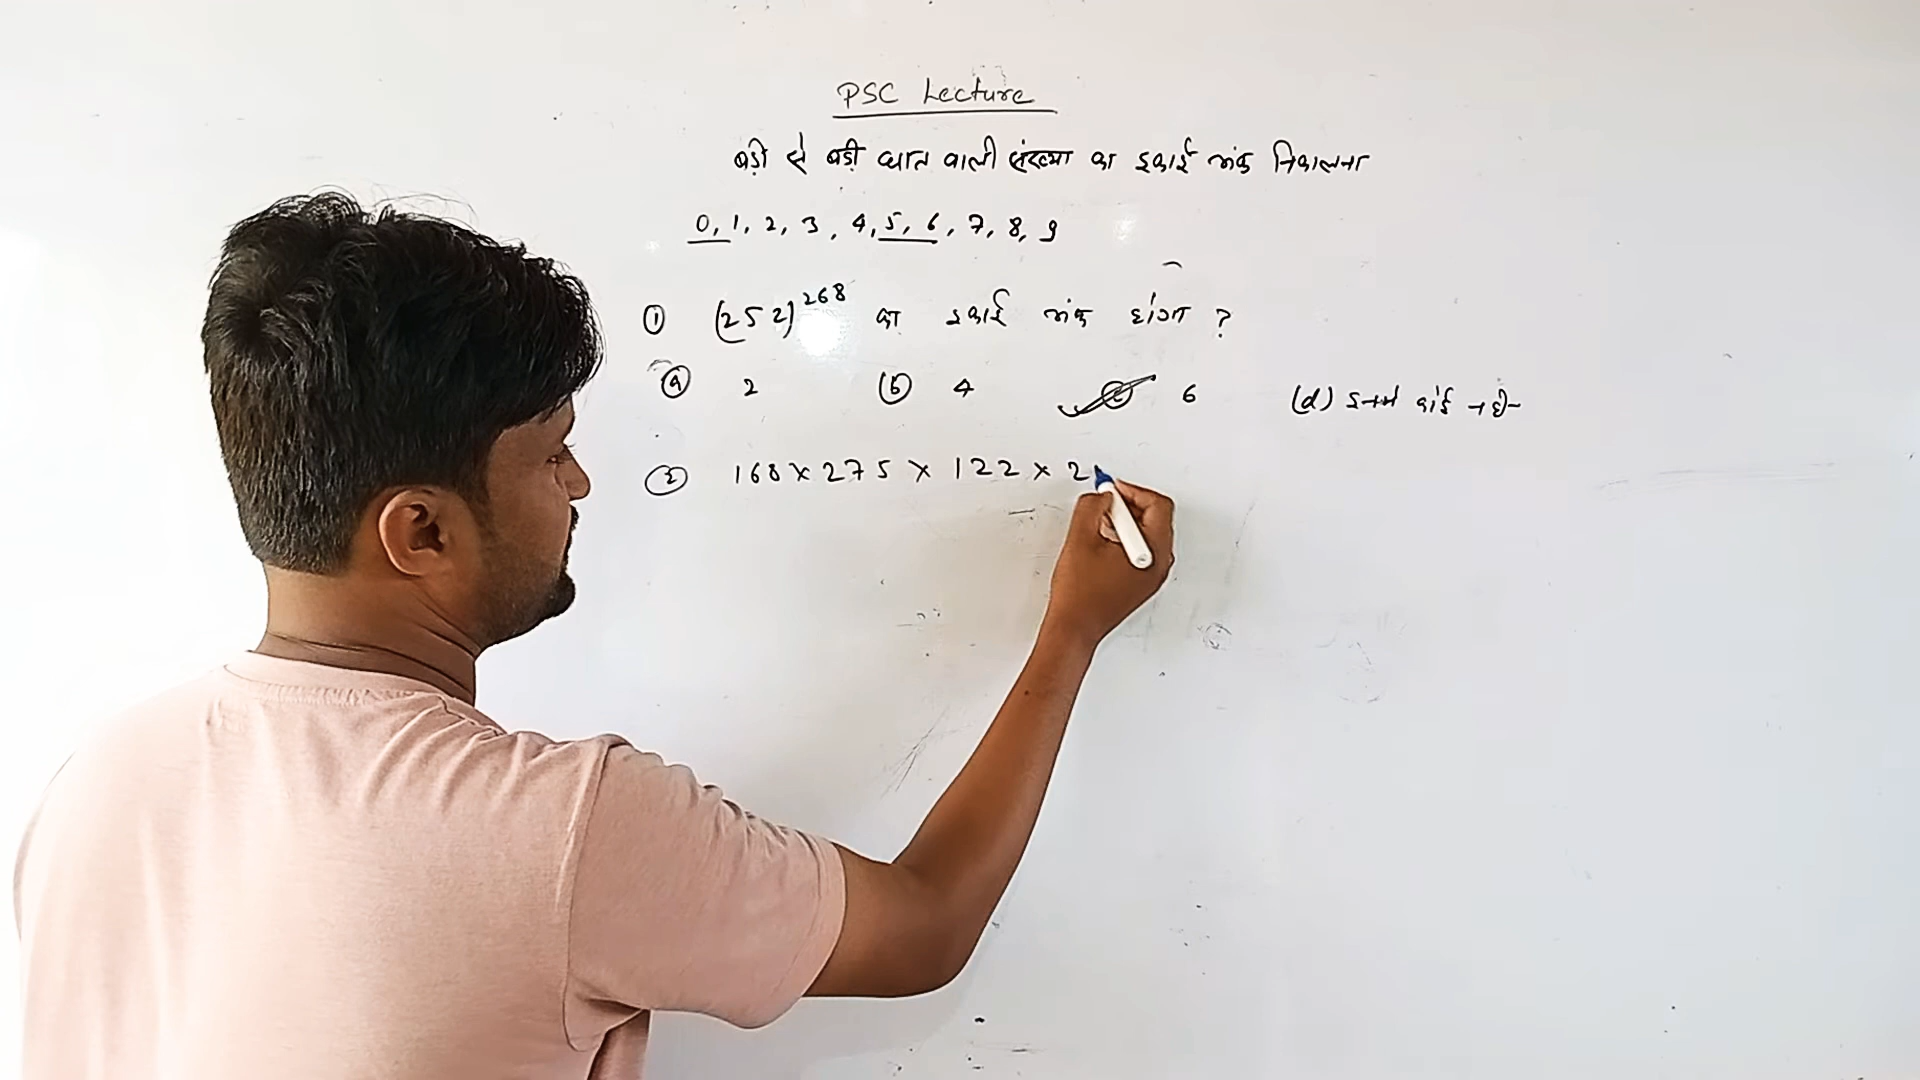 PSC Lecture
बड़ी से बड़ी घात वाली संख्या का इकाई अंक निकालना
0, 1, 2, 3, 4, 5, 6, 7, 8, 9
① (252)^268 का इकाई अंक होगा ?
ⓐ 2 ⓑ 4 ⓒ 6 (d) इनमें कोई नहीं
② 168 × 275 × 122 × 2